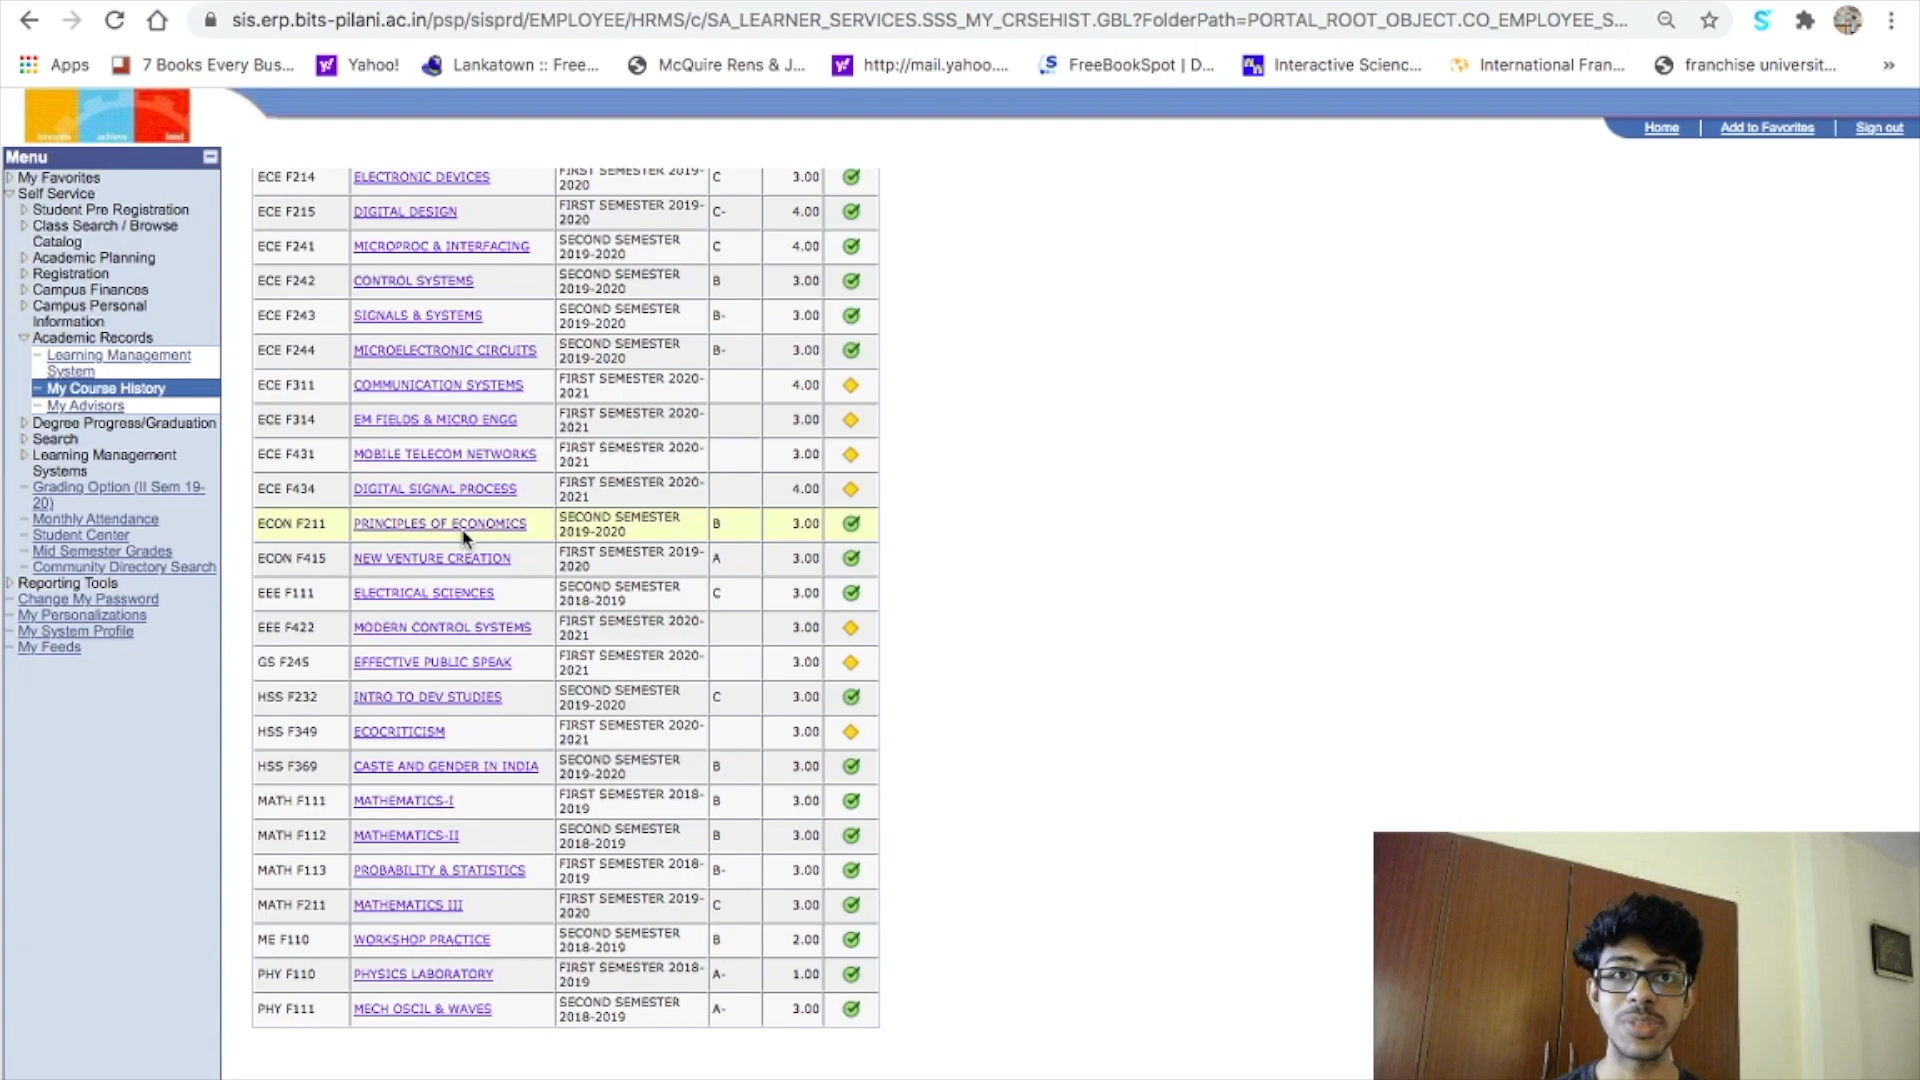 sis.erp.bits-pilani.ac.in/psp/sisprd/EMPLOYEE/HRMS/c/SA_LEARNER_SERVICES.SSS_MY_CRSEHIST.GBL?FolderPath=PORTAL_ROOT_OBJECT.CO_EMPLOYEE_S...
Apps 7 Books Every Bus... Yahoo! Lankatown :: Free... McQuire Rens & J... http://mail.yahoo.... FreeBookSpot | D... Interactive Scienc... International Fran... franchise universit... »
achieve lead
Home | Add to Favorites | Sign out
Menu
My Favorites
Self Service
Student Pre Registration
Class Search / Browse
Catalog
Academic Planning
Registration
Campus Finances
Campus Personal
Information
Academic Records
Learning Management
System
My Course History
My Advisors
Degree Progress/Graduation
Search
Learning Management
Systems
Grading Option (II Sem 19-
20)
Monthly Attendance
Student Center
Mid Semester Grades
Community Directory Search
Reporting Tools
Change My Password
My Personalizations
My System Profile
My Feeds
ECE F214 ELECTRONIC DEVICES FIRST SEMESTER 2019-2020 C 3.00
ECE F215 DIGITAL DESIGN FIRST SEMESTER 2019-2020 C- 4.00
ECE F241 MICROPROC & INTERFACING SECOND SEMESTER 2019-2020 C 4.00
ECE F242 CONTROL SYSTEMS SECOND SEMESTER 2019-2020 B 3.00
ECE F243 SIGNALS & SYSTEMS SECOND SEMESTER 2019-2020 B- 3.00
ECE F244 MICROELECTRONIC CIRCUITS SECOND SEMESTER 2019-2020 B- 3.00
ECE F311 COMMUNICATION SYSTEMS FIRST SEMESTER 2020-2021 4.00
ECE F314 EM FIELDS & MICRO ENGG FIRST SEMESTER 2020-2021 3.00
ECE F431 MOBILE TELECOM NETWORKS FIRST SEMESTER 2020-2021 3.00
ECE F434 DIGITAL SIGNAL PROCESS FIRST SEMESTER 2020-2021 4.00
ECON F211 PRINCIPLES OF ECONOMICS SECOND SEMESTER 2019-2020 B 3.00
ECON F415 NEW VENTURE CREATION FIRST SEMESTER 2019-2020 A 3.00
EEE F111 ELECTRICAL SCIENCES SECOND SEMESTER 2018-2019 C 3.00
EEE F422 MODERN CONTROL SYSTEMS FIRST SEMESTER 2020-2021 3.00
GS F245 EFFECTIVE PUBLIC SPEAK FIRST SEMESTER 2020-2021 3.00
HSS F232 INTRO TO DEV STUDIES SECOND SEMESTER 2019-2020 C 3.00
HSS F349 ECOCRITICISM FIRST SEMESTER 2020-2021 3.00
HSS F369 CASTE AND GENDER IN INDIA SECOND SEMESTER 2019-2020 B 3.00
MATH F111 MATHEMATICS-I FIRST SEMESTER 2018-2019 B 3.00
MATH F112 MATHEMATICS-II SECOND SEMESTER 2018-2019 B 3.00
MATH F113 PROBABILITY & STATISTICS FIRST SEMESTER 2018-2019 B- 3.00
MATH F211 MATHEMATICS III FIRST SEMESTER 2019-2020 C 3.00
ME F110 WORKSHOP PRACTICE SECOND SEMESTER 2018-2019 B 2.00
PHY F110 PHYSICS LABORATORY FIRST SEMESTER 2018-2019 A- 1.00
PHY F111 MECH OSCIL & WAVES SECOND SEMESTER 2018-2019 A- 3.00